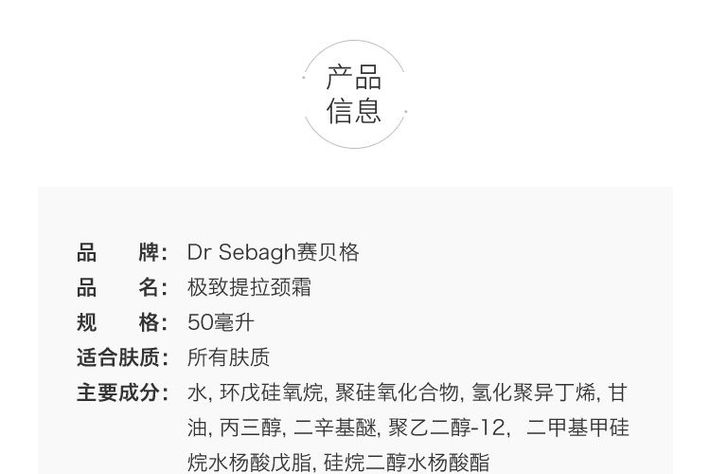 产品
信息
品 牌： Dr Sebagh赛贝格
品 名： 极致提拉颈霜
规 格： 50毫升
适合肤质： 所有肤质
主要成分： 水, 环戊硅氧烷, 聚硅氧化合物, 氢化聚异丁烯, 甘
油, 丙三醇, 二辛基醚, 聚乙二醇-12, 二甲基甲硅
烷水杨酸戊脂, 硅烷二醇水杨酸酯